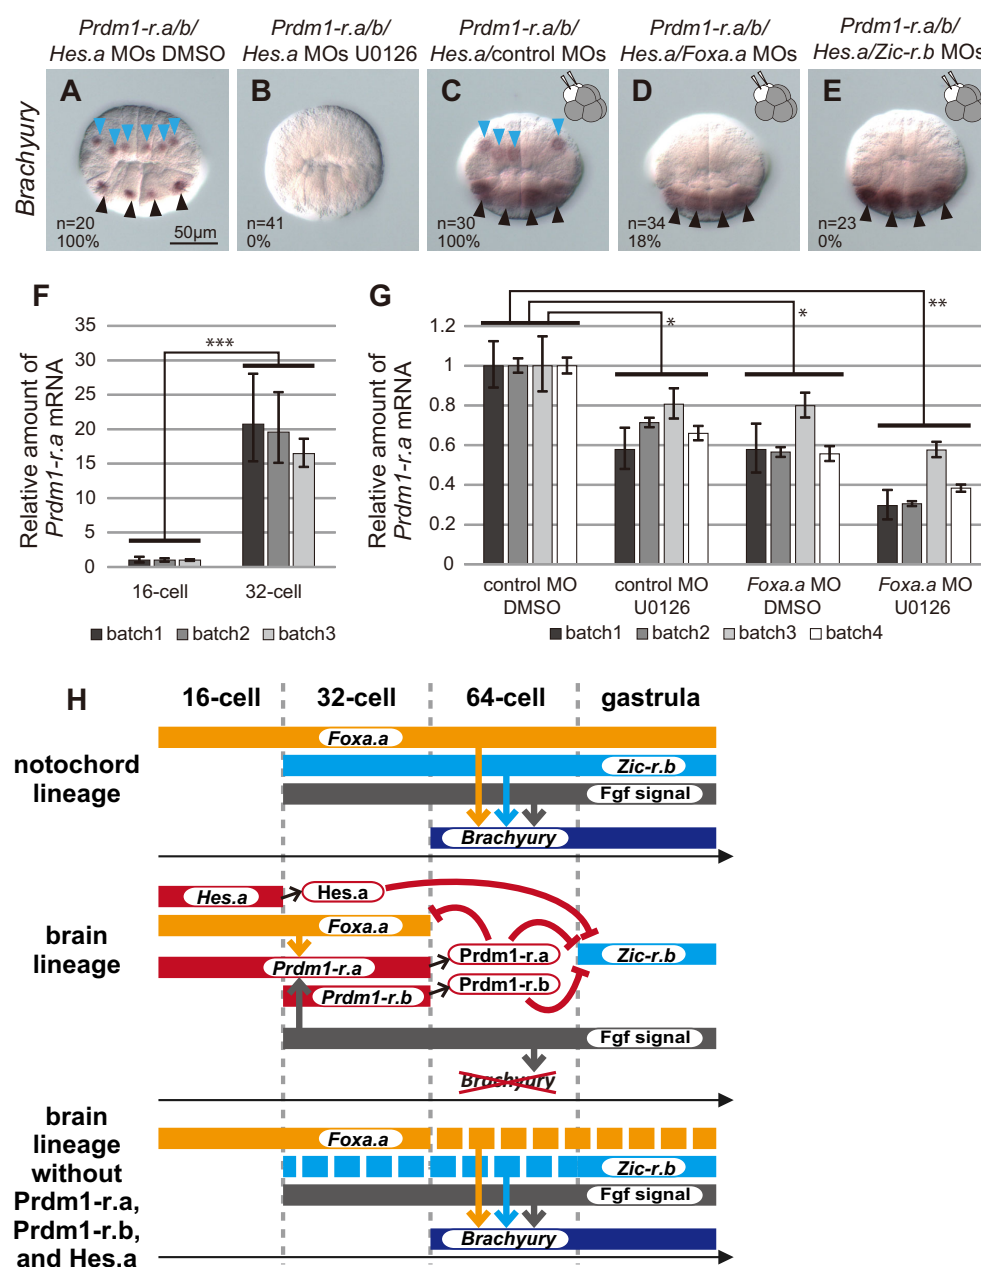 Prdm1-r.a/b/
Hes.a MOs DMSO
Prdm1-r.a/b/
Hes.a MOs U0126
Prdm1-r.a/b/
Hes.a/control MOs
Prdm1-r.a/b/
Hes.a/Foxa.a MOs
Prdm1-r.a/b/
Hes.a/Zic-r.b MOs
Brachyury
A
n=20
100%
50μm
B
n=41
0%
C
n=30
100%
D
n=34
18%
E
n=23
0%
F
Relative amount of
Prdm1-r.a mRNA
35
30
25
20
15
10
5
0
***
16-cell
32-cell
batch1 batch2 batch3
G
Relative amount of
Prdm1-r.a mRNA
1.2
1
0.8
0.6
0.4
0.2
0
*
*
**
control MO
DMSO
control MO
U0126
Foxa.a MO
DMSO
Foxa.a MO
U0126
batch1 batch2 batch3 batch4
H
16-cell 32-cell 64-cell gastrula
notochord
lineage
Foxa.a
Zic-r.b
Fgf signal
Brachyury
brain
lineage
Hes.a
Hes.a
Foxa.a
Prdm1-r.a
Prdm1-r.a
Zic-r.b
Prdm1-r.b
Prdm1-r.b
Fgf signal
Brachyury
brain
lineage
without
Prdm1-r.a,
Prdm1-r.b,
and Hes.a
Foxa.a
Zic-r.b
Fgf signal
Brachyury